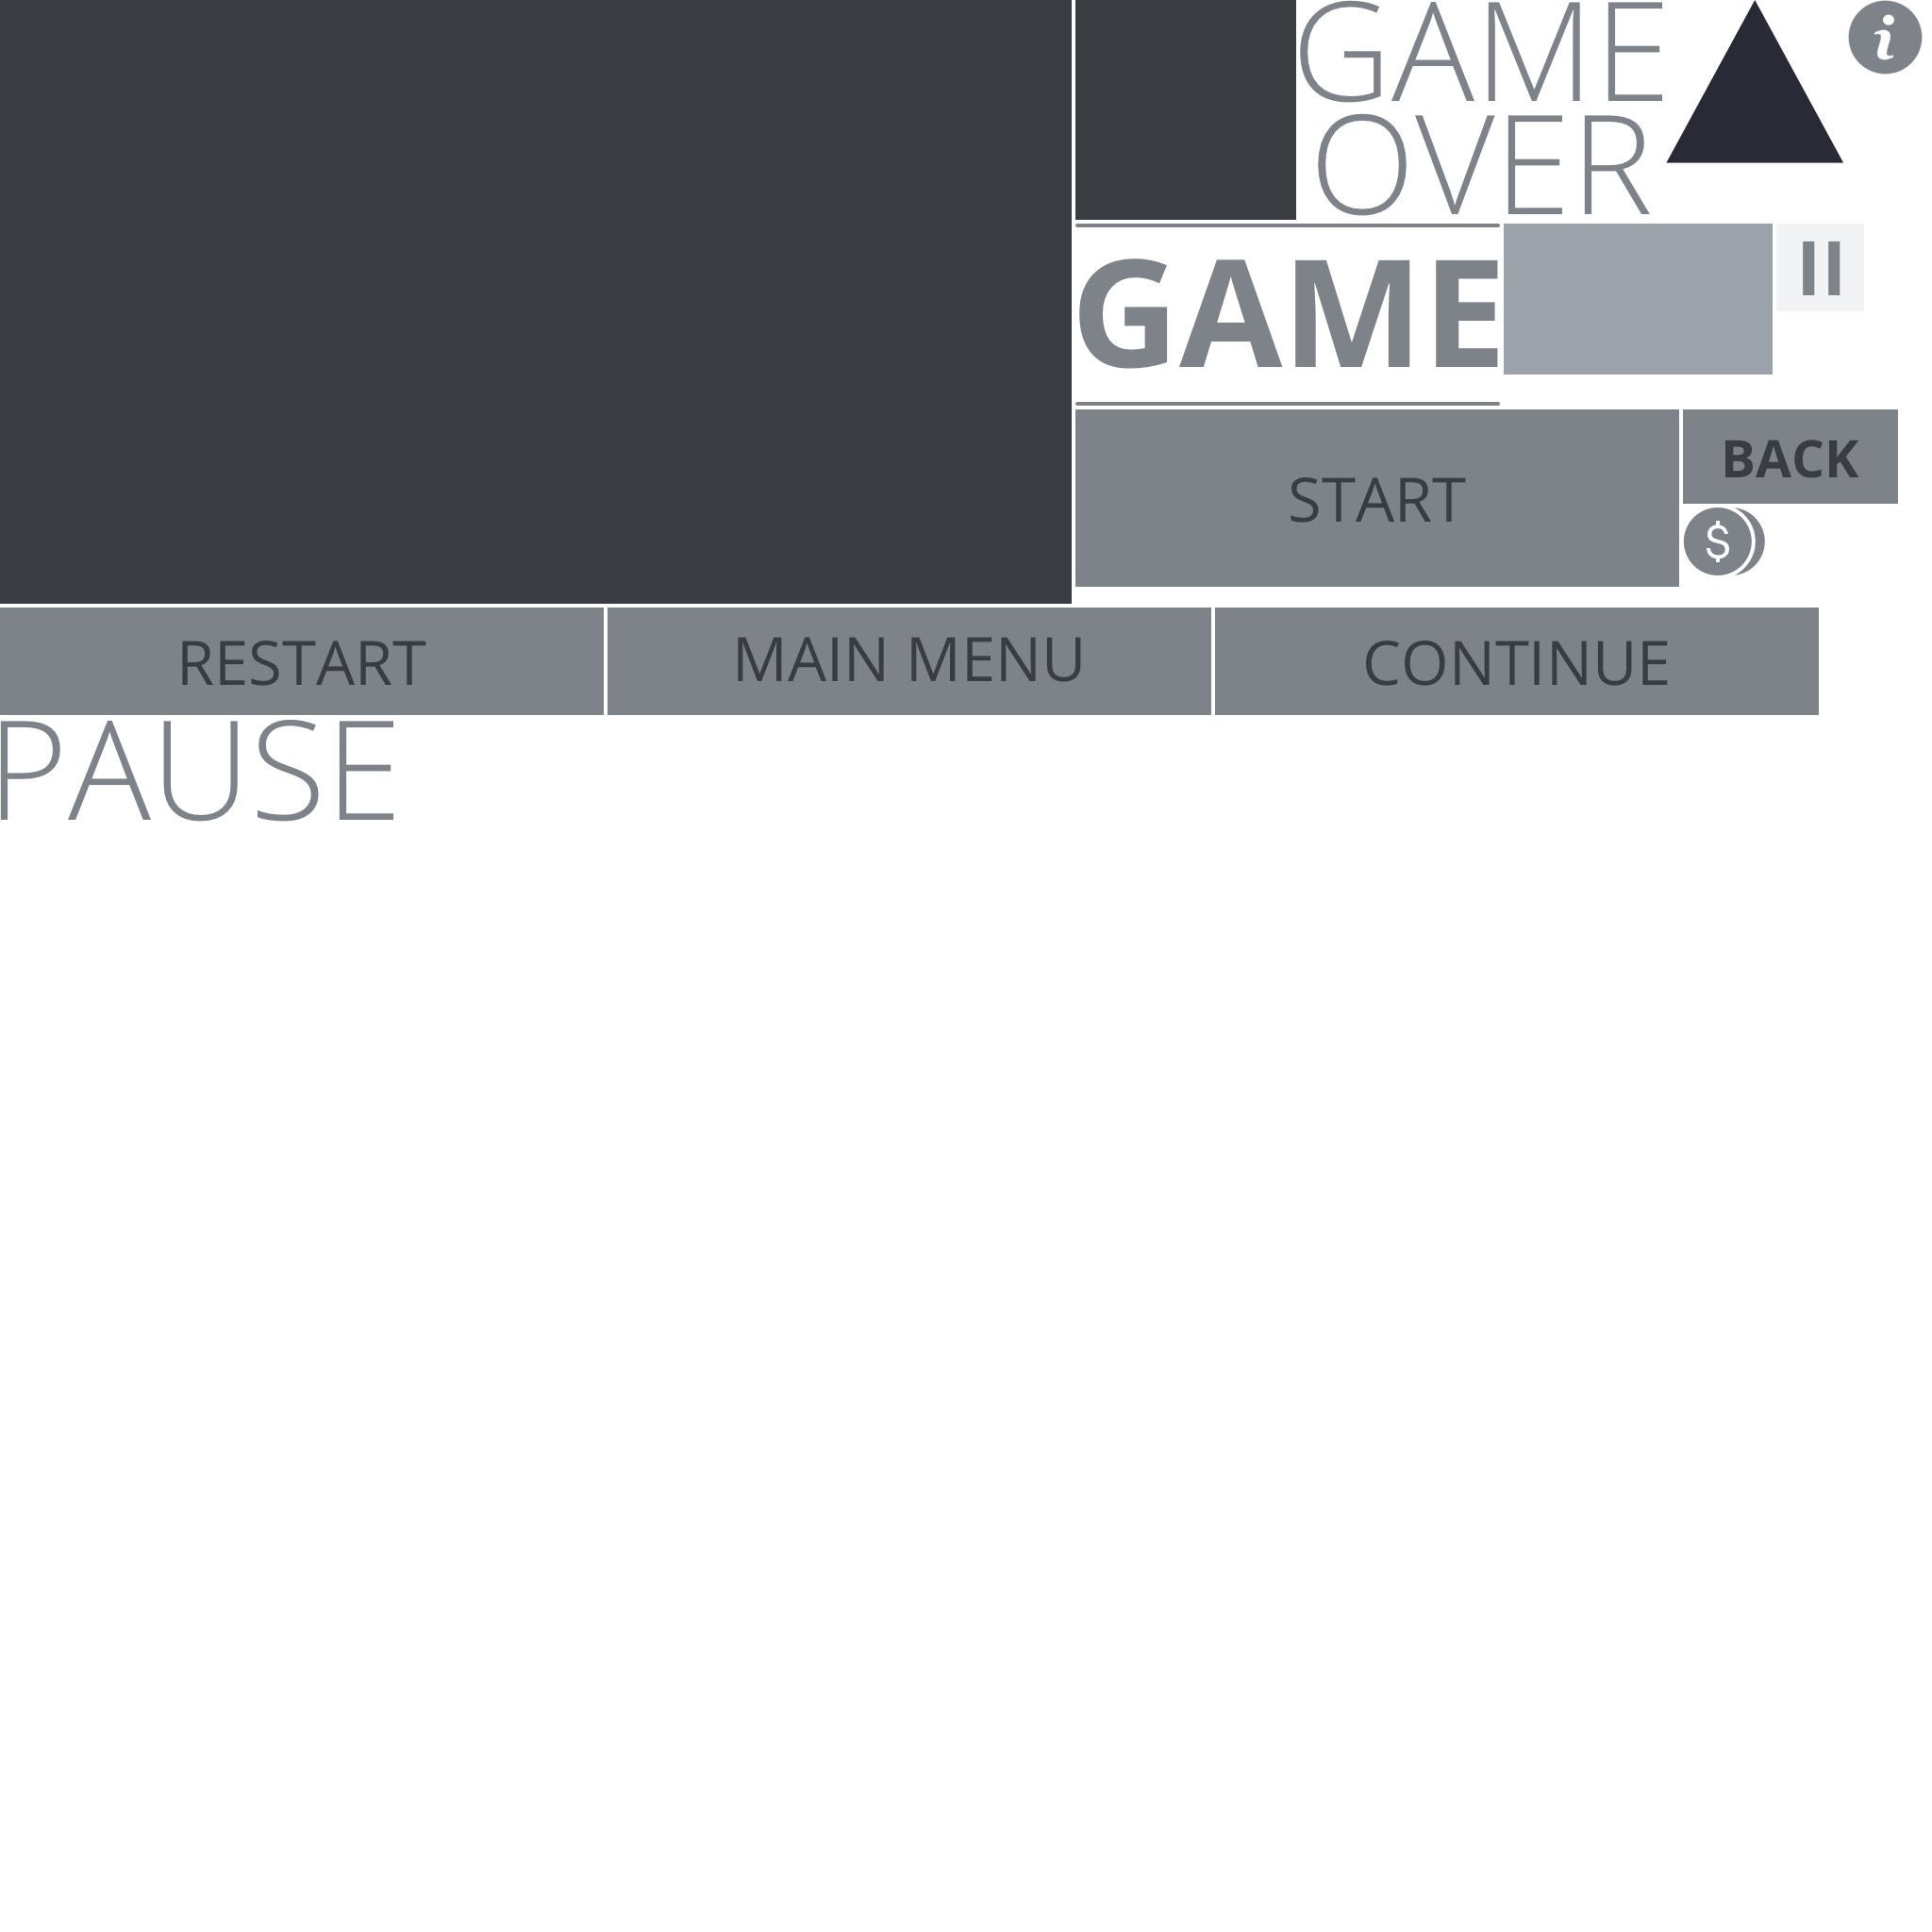 GAME
OVER
i
GAME
START
BACK
$
RESTART
MAIN MENU
CONTINUE
PAUSE